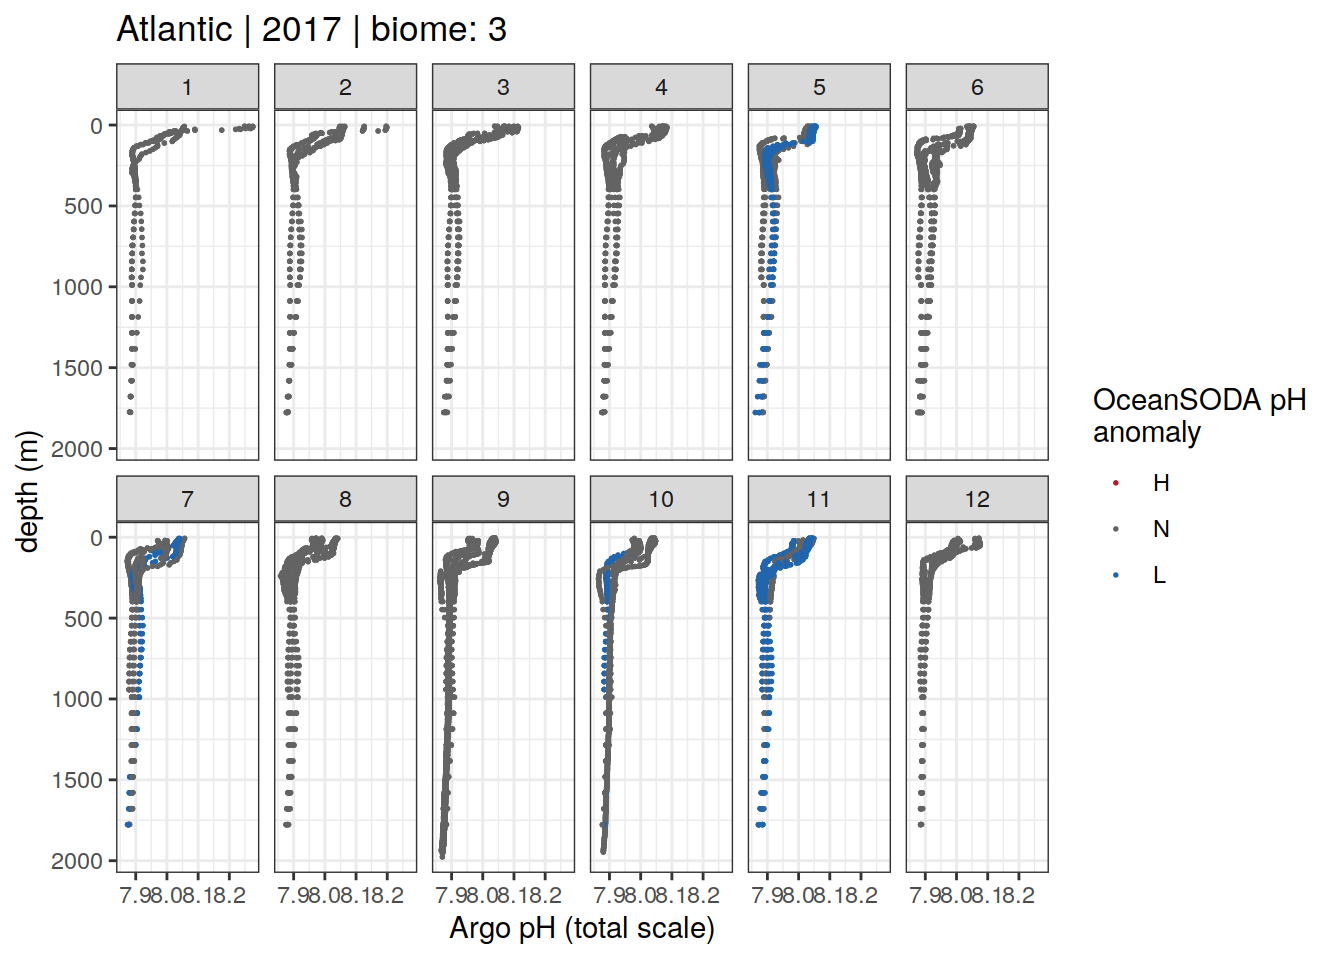 Atlantic | 2017 | biome: 3
1 2 3 4 5 6
0
500
1000
1500
2000
7 8 9 10 11 12
0
500
1000
1500
2000
7.98.08.18.2 7.98.08.18.2 7.98.08.18.2 7.98.08.18.2 7.98.08.18.2 7.98.08.18.2
Argo pH (total scale)
depth (m)
OceanSODA pH
anomaly
H
N
L